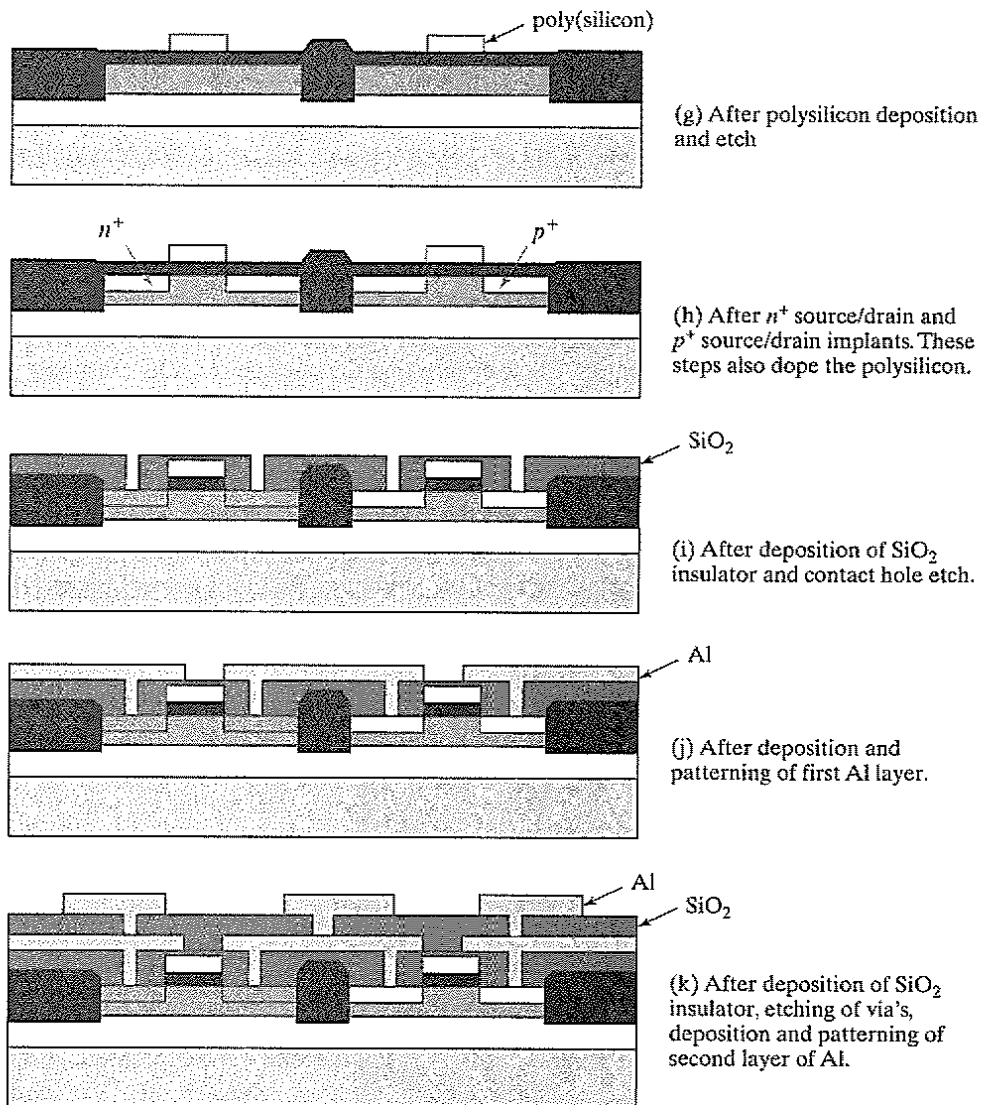 poly(silicon)
(g) After polysilicon deposition
and etch
n+
p+
(h) After n+ source/drain and
p+ source/drain implants. These
steps also dope the polysilicon.
SiO2
(i) After deposition of SiO2
insulator and contact hole etch.
Al
(j) After deposition and
patterning of first Al layer.
Al
SiO2
(k) After deposition of SiO2
insulator, etching of via's,
deposition and patterning of
second layer of Al.